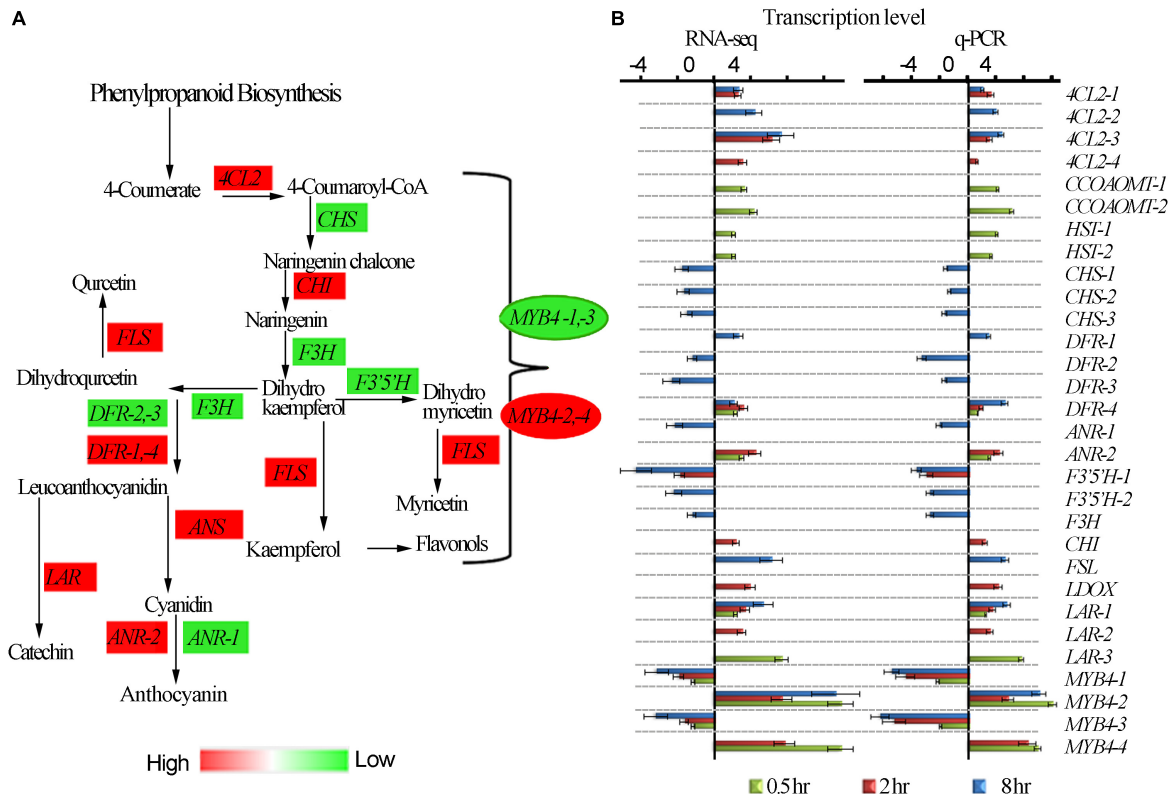 A
Phenylpropanoid Biosynthesis
4-Coumerate
4CL2
4-Coumaroyl-CoA
CHS
Naringenin chalcone
CHI
Naringenin
F3H
Qurcetin
FLS
Dihydroqurcetin
F3H
Dihydro
kaempferol
F3'5'H
Dihydro
myricetin
DFR-2,-3
DFR-1,-4
FLS
FLS
Leucoanthocyanidin
Myricetin
ANS
Kaempferol
Flavonols
LAR
Cyanidin
Catechin
ANR-2
ANR-1
Anthocyanin
MYB4-1,-3
MYB4-2,-4
High
Low
B
Transcription level
RNA-seq
q-PCR
-4 0 4
-4 0 4
4CL2-1
4CL2-2
4CL2-3
4CL2-4
CCOAOMT-1
CCOAOMT-2
HST-1
HST-2
CHS-1
CHS-2
CHS-3
DFR-1
DFR-2
DFR-3
DFR-4
ANR-1
ANR-2
F3'5'H-1
F3'5'H-2
F3H
CHI
FSL
LDOX
LAR-1
LAR-2
LAR-3
MYB4-1
MYB4-2
MYB4-3
MYB4-4
0.5hr 2hr 8hr